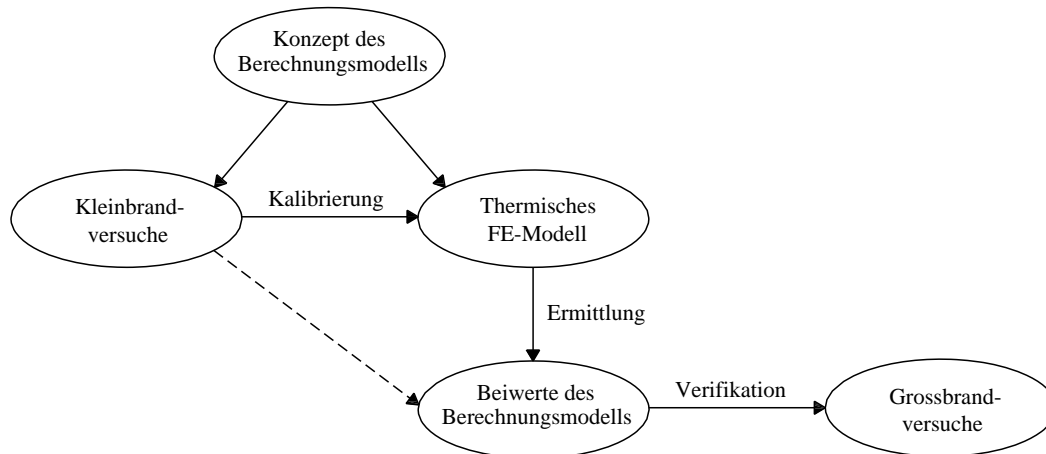 Konzept des
Berechnungsmodells
Kleinbrand-
versuche
Kalibrierung
Thermisches
FE-Modell
Ermittlung
Beiwerte des
Berechnungsmodells
Verifikation
Grossbrand-
versuche